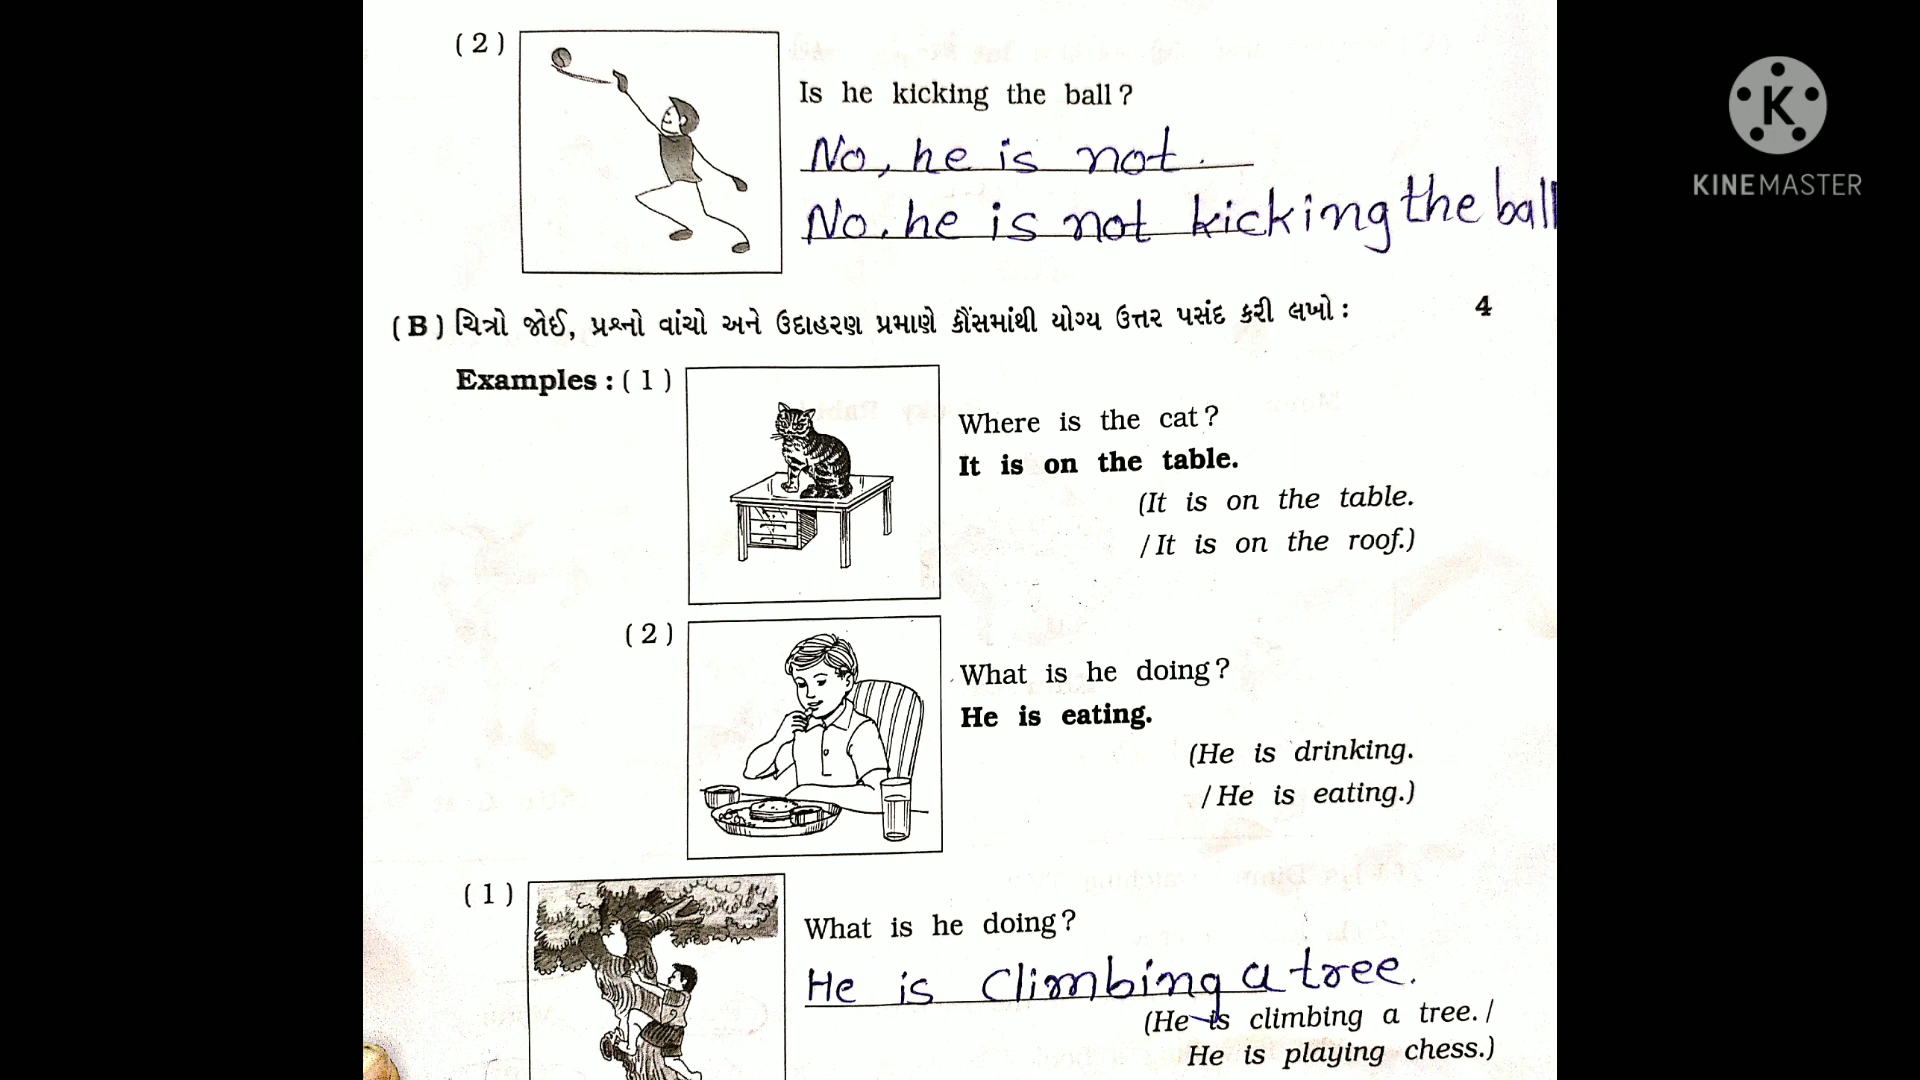 (2)
Is he kicking the ball?
No, he is not.
No. he is not kicking the ball
KINEMASTER
(B) ચિત્રો જોઈ, પ્રશ્નો વાંચો અને ઉદાહરણ પ્રમાણે કૌંસમાંથી યોગ્ય ઉત્તર પસંદ કરી લખો : 4
Examples : (1)
Where is the cat?
It is on the table.
(It is on the table.
/It is on the roof.)
(2)
What is he doing?
He is eating.
(He is drinking.
/He is eating.)
(1)
What is he doing?
He is Climbing a tree.
(He is climbing a tree./
He is playing chess.)